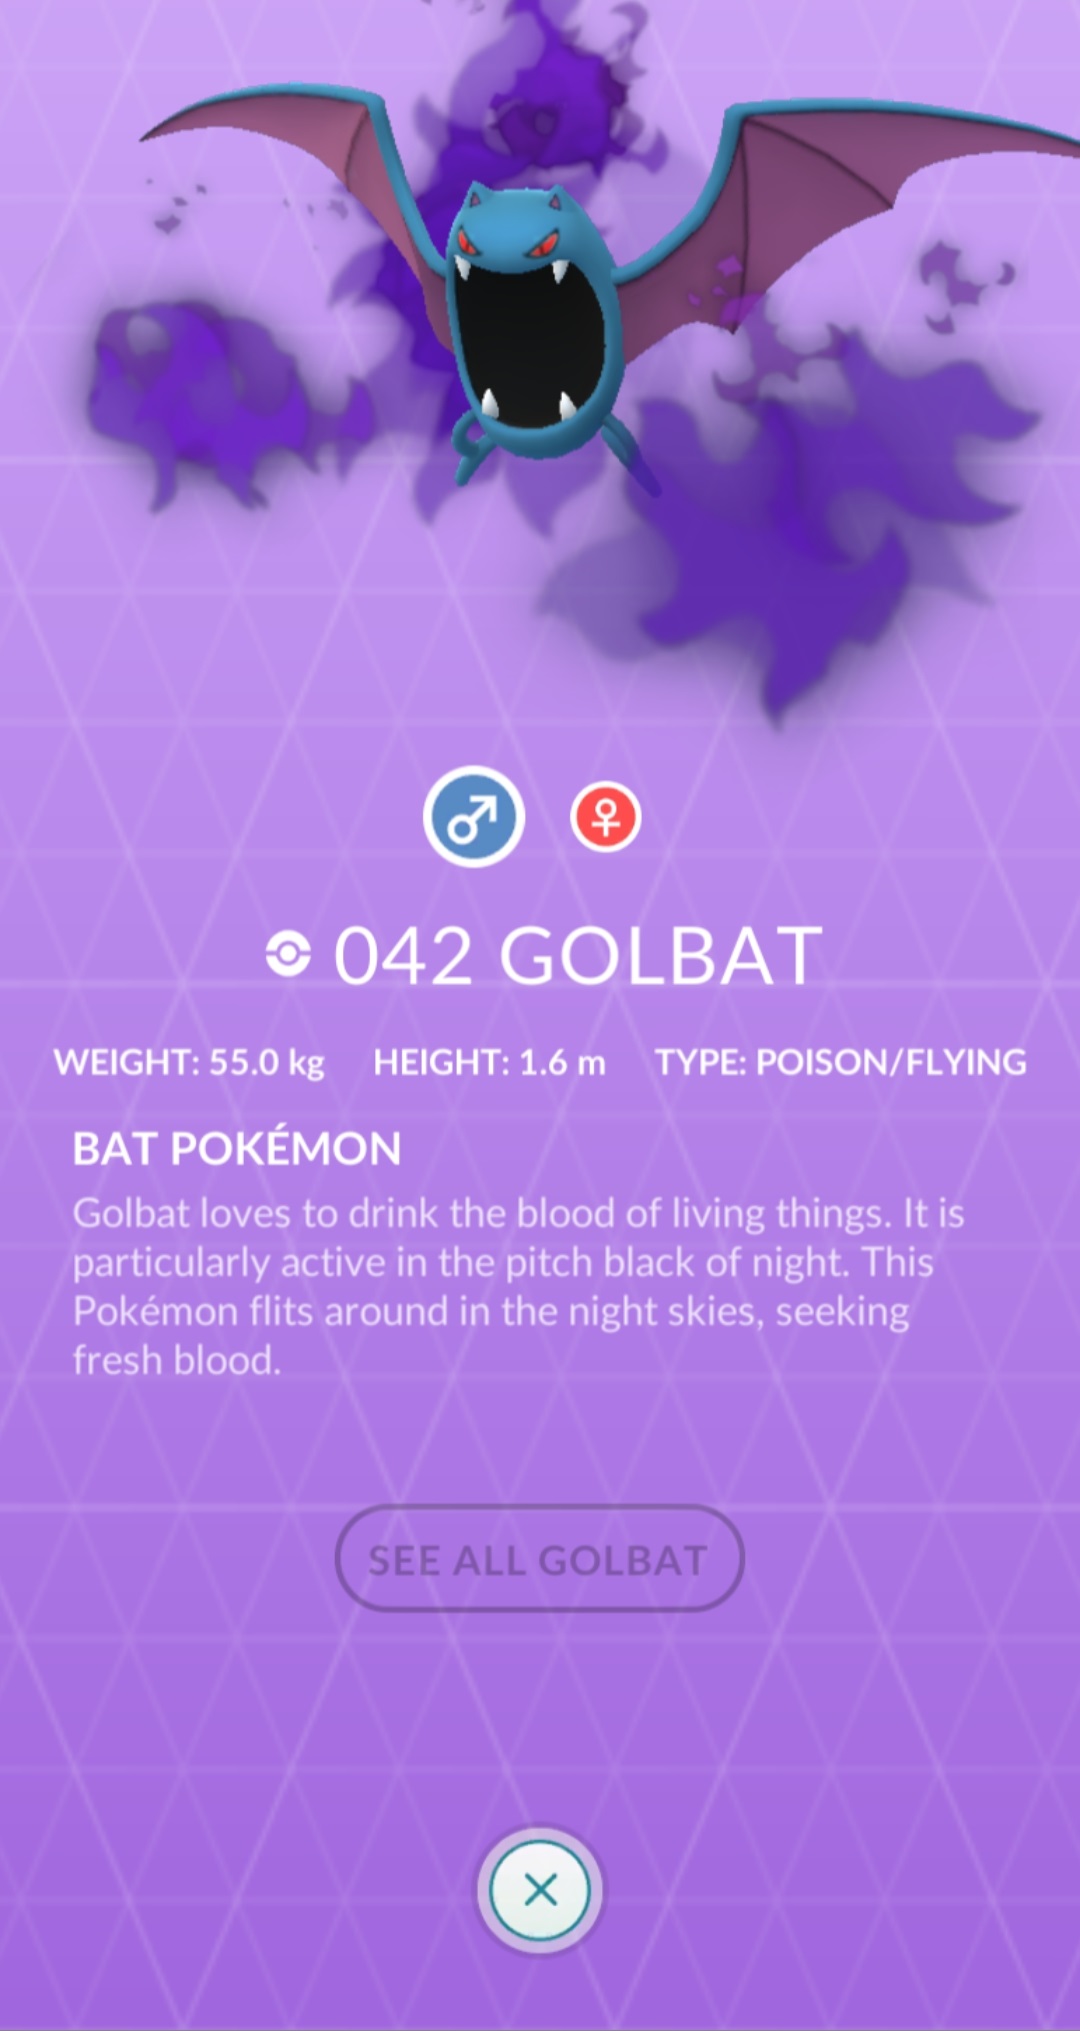 042 GOLBAT
WEIGHT: 55.0 kg HEIGHT: 1.6 m TYPE: POISON/FLYING
BAT POKÉMON
Golbat loves to drink the blood of living things. It is
particularly active in the pitch black of night. This
Pokémon flits around in the night skies, seeking
fresh blood.
SEE ALL GOLBAT